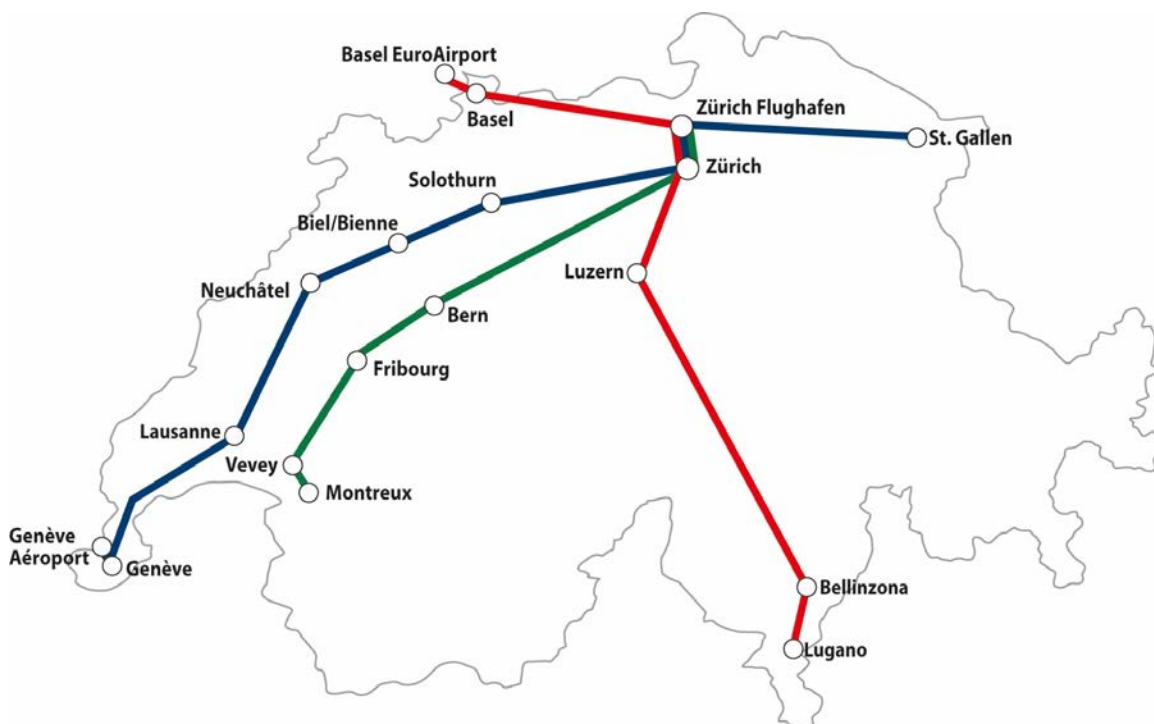 Basel EuroAirport
Basel
Zürich Flughafen
St. Gallen
Zürich
Solothurn
Biel/Bienne
Luzern
Neuchâtel
Bern
Fribourg
Lausanne
Vevey
Montreux
Genève
Aéroport
Genève
Bellinzona
Lugano